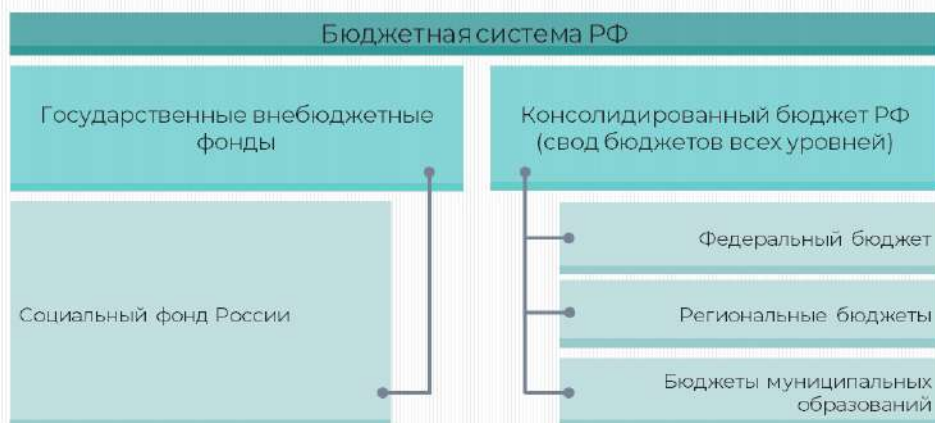 Бюджетная система РФ
Государственные внебюджетные
фонды
Консолидированный бюджет РФ
(свод бюджетов всех уровней)
Социальный фонд России
Федеральный бюджет
Региональные бюджеты
Бюджеты муниципальных
образований